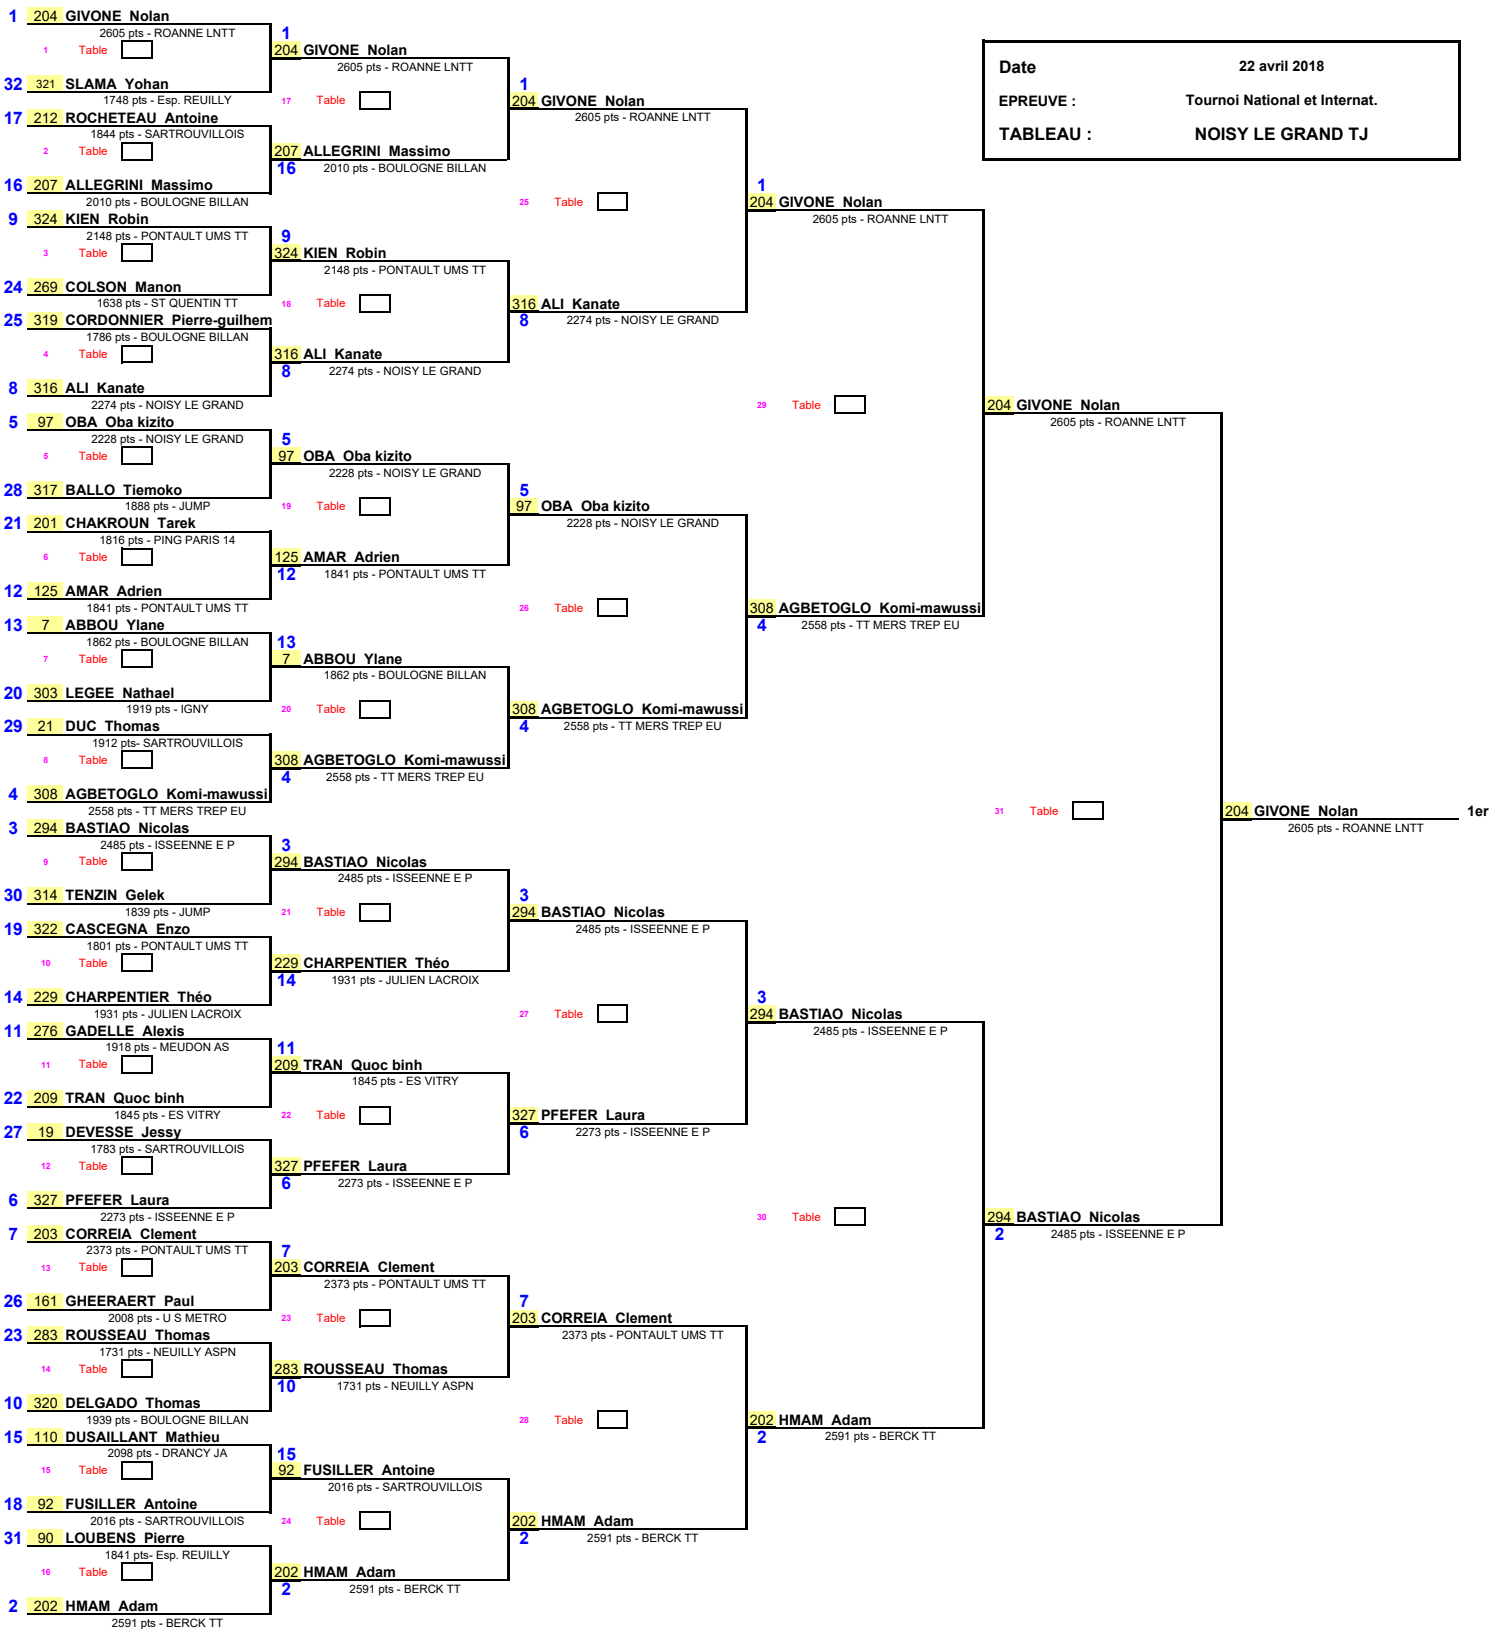 Date 22 avril 2018
EPREUVE : Tournoi National et Internat.
TABLEAU : NOISY LE GRAND TJ
1 204 GIVONE Nolan
2605 pts - ROANNE LNTT
1 Table
32 321 SLAMA Yohan
1748 pts - Esp. REUILLY
17 212 ROCHETEAU Antoine
1844 pts - SARTROUVILLOIS
2 Table
16 207 ALLEGRINI Massimo
2010 pts - BOULOGNE BILLAN
9 324 KIEN Robin
2148 pts - PONTAULT UMS TT
3 Table
24 269 COLSON Manon
1638 pts - ST QUENTIN TT
25 319 CORDONNIER Pierre-guilhem
1786 pts - BOULOGNE BILLAN
4 Table
8 316 ALI Kanate
2274 pts - NOISY LE GRAND
5 97 OBA Oba kizito
2228 pts - NOISY LE GRAND
5 Table
28 317 BALLO Tiemoko
1888 pts - JUMP
21 201 CHAKROUN Tarek
1816 pts - PING PARIS 14
6 Table
12 125 AMAR Adrien
1841 pts - PONTAULT UMS TT
13 7 ABBOU Ylane
1862 pts - BOULOGNE BILLAN
7 Table
20 303 LEGEE Nathael
1919 pts - IGNY
29 21 DUC Thomas
1912 pts- SARTROUVILLOIS
8 Table
4 308 AGBETOGLO Komi-mawussi
2558 pts - TT MERS TREP EU
3 294 BASTIAO Nicolas
2485 pts - ISSEENNE E P
9 Table
30 314 TENZIN Gelek
1839 pts - JUMP
19 322 CASCEGNA Enzo
1801 pts - PONTAULT UMS TT
10 Table
14 229 CHARPENTIER Théo
1931 pts - JULIEN LACROIX
11 276 GADELLE Alexis
1918 pts - MEUDON AS
11 Table
22 209 TRAN Quoc binh
1845 pts - ES VITRY
27 19 DEVESSE Jessy
1783 pts - SARTROUVILLOIS
12 Table
6 327 PFEFER Laura
2273 pts - ISSEENNE E P
7 203 CORREIA Clement
2373 pts - PONTAULT UMS TT
13 Table
26 161 GHEERAERT Paul
2008 pts - U S METRO
23 283 ROUSSEAU Thomas
1731 pts - NEUILLY ASPN
14 Table
10 320 DELGADO Thomas
1939 pts - BOULOGNE BILLAN
15 110 DUSAILLANT Mathieu
2098 pts - DRANCY JA
15 Table
18 92 FUSILLER Antoine
2016 pts - SARTROUVILLOIS
31 90 LOUBENS Pierre
1841 pts- Esp. REUILLY
16 Table
2 202 HMAM Adam
2591 pts - BERCK TT
1
204 GIVONE Nolan
2605 pts - ROANNE LNTT
17 Table
207 ALLEGRINI Massimo
16 2010 pts - BOULOGNE BILLAN
9
324 KIEN Robin
2148 pts - PONTAULT UMS TT
18 Table
316 ALI Kanate
8 2274 pts - NOISY LE GRAND
5
97 OBA Oba kizito
2228 pts - NOISY LE GRAND
19 Table
125 AMAR Adrien
12 1841 pts - PONTAULT UMS TT
13
7 ABBOU Ylane
1862 pts - BOULOGNE BILLAN
20 Table
308 AGBETOGLO Komi-mawussi
4 2558 pts - TT MERS TREP EU
3
294 BASTIAO Nicolas
2485 pts - ISSEENNE E P
21 Table
229 CHARPENTIER Théo
14 1931 pts - JULIEN LACROIX
11
209 TRAN Quoc binh
1845 pts - ES VITRY
22 Table
327 PFEFER Laura
6 2273 pts - ISSEENNE E P
7
203 CORREIA Clement
2373 pts - PONTAULT UMS TT
23 Table
283 ROUSSEAU Thomas
10 1731 pts - NEUILLY ASPN
15
92 FUSILLER Antoine
2016 pts - SARTROUVILLOIS
24 Table
202 HMAM Adam
2 2591 pts - BERCK TT
1
204 GIVONE Nolan
2605 pts - ROANNE LNTT
25 Table
316 ALI Kanate
8 2274 pts - NOISY LE GRAND
5
97 OBA Oba kizito
2228 pts - NOISY LE GRAND
26 Table
308 AGBETOGLO Komi-mawussi
4 2558 pts - TT MERS TREP EU
3
294 BASTIAO Nicolas
2485 pts - ISSEENNE E P
27 Table
327 PFEFER Laura
6 2273 pts - ISSEENNE E P
7
203 CORREIA Clement
2373 pts - PONTAULT UMS TT
28 Table
202 HMAM Adam
2 2591 pts - BERCK TT
1
204 GIVONE Nolan
2605 pts - ROANNE LNTT
29 Table
308 AGBETOGLO Komi-mawussi
4 2558 pts - TT MERS TREP EU
3
294 BASTIAO Nicolas
2485 pts - ISSEENNE E P
30 Table
202 HMAM Adam
2 2591 pts - BERCK TT
204 GIVONE Nolan
2605 pts - ROANNE LNTT
31 Table
294 BASTIAO Nicolas
2 2485 pts - ISSEENNE E P
204 GIVONE Nolan 1er
2605 pts - ROANNE LNTT